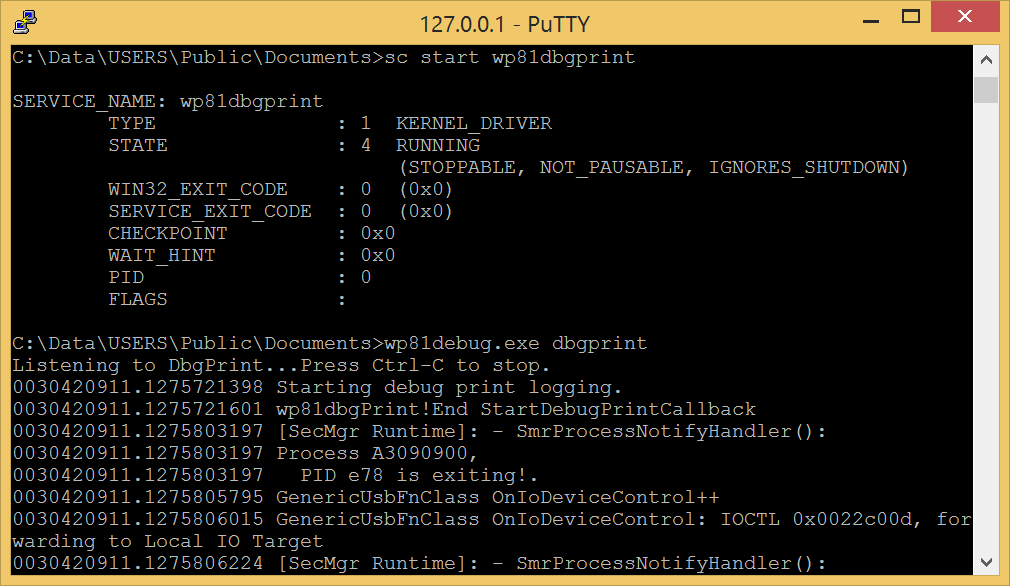 127.0.0.1 - PuTTY
C:\Data\USERS\Public\Documents>sc start wp81dbgprint
SERVICE_NAME: wp81dbgprint
TYPE : 1 KERNEL_DRIVER
STATE : 4 RUNNING
(STOPPABLE, NOT_PAUSABLE, IGNORES_SHUTDOWN)
WIN32_EXIT_CODE : 0 (0x0)
SERVICE_EXIT_CODE : 0 (0x0)
CHECKPOINT : 0x0
WAIT_HINT : 0x0
PID : 0
FLAGS :
C:\Data\USERS\Public\Documents>wp81debug.exe dbgprint
Listening to DbgPrint...Press Ctrl-C to stop.
0030420911.1275721398 Starting debug print logging.
0030420911.1275721601 wp81dbgPrint!End StartDebugPrintCallback
0030420911.1275803197 [SecMgr Runtime]: - SmrProcessNotifyHandler():
0030420911.1275803197 Process A3090900,
0030420911.1275803197 PID e78 is exiting!.
0030420911.1275805795 GenericUsbFnClass OnIoDeviceControl++
0030420911.1275806015 GenericUsbFnClass OnIoDeviceControl: IOCTL 0x0022c00d, for
warding to Local IO Target
0030420911.1275806224 [SecMgr Runtime]: - SmrProcessNotifyHandler():